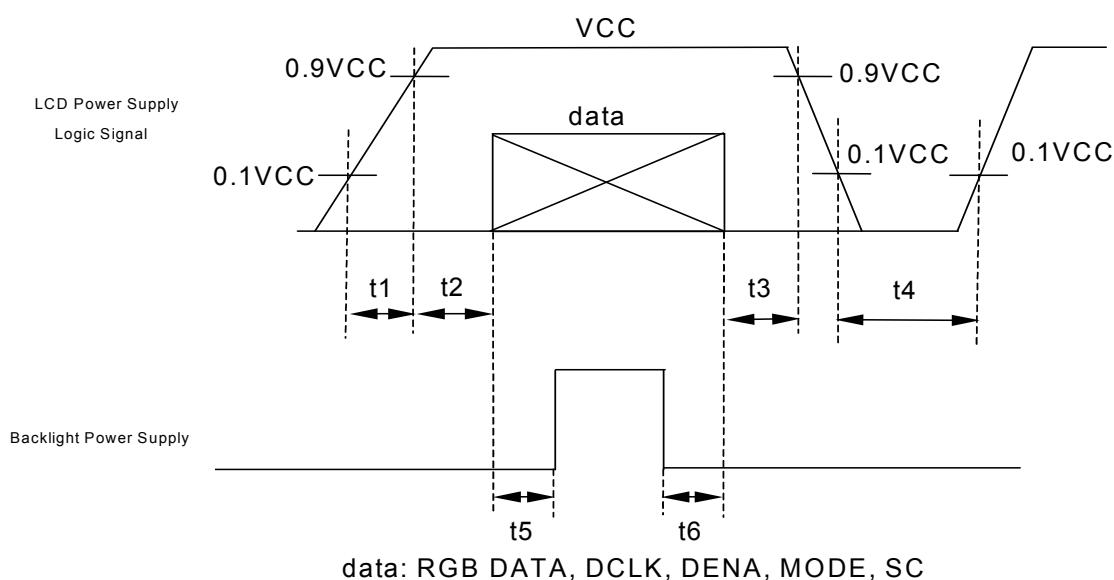 VCC
0.9VCC
0.9VCC
LCD Power Supply
Logic Signal
data
0.1VCC
0.1VCC
0.1VCC
t1
t2
t3
t4
Backlight Power Supply
t5
t6
data: RGB DATA, DCLK, DENA, MODE, SC